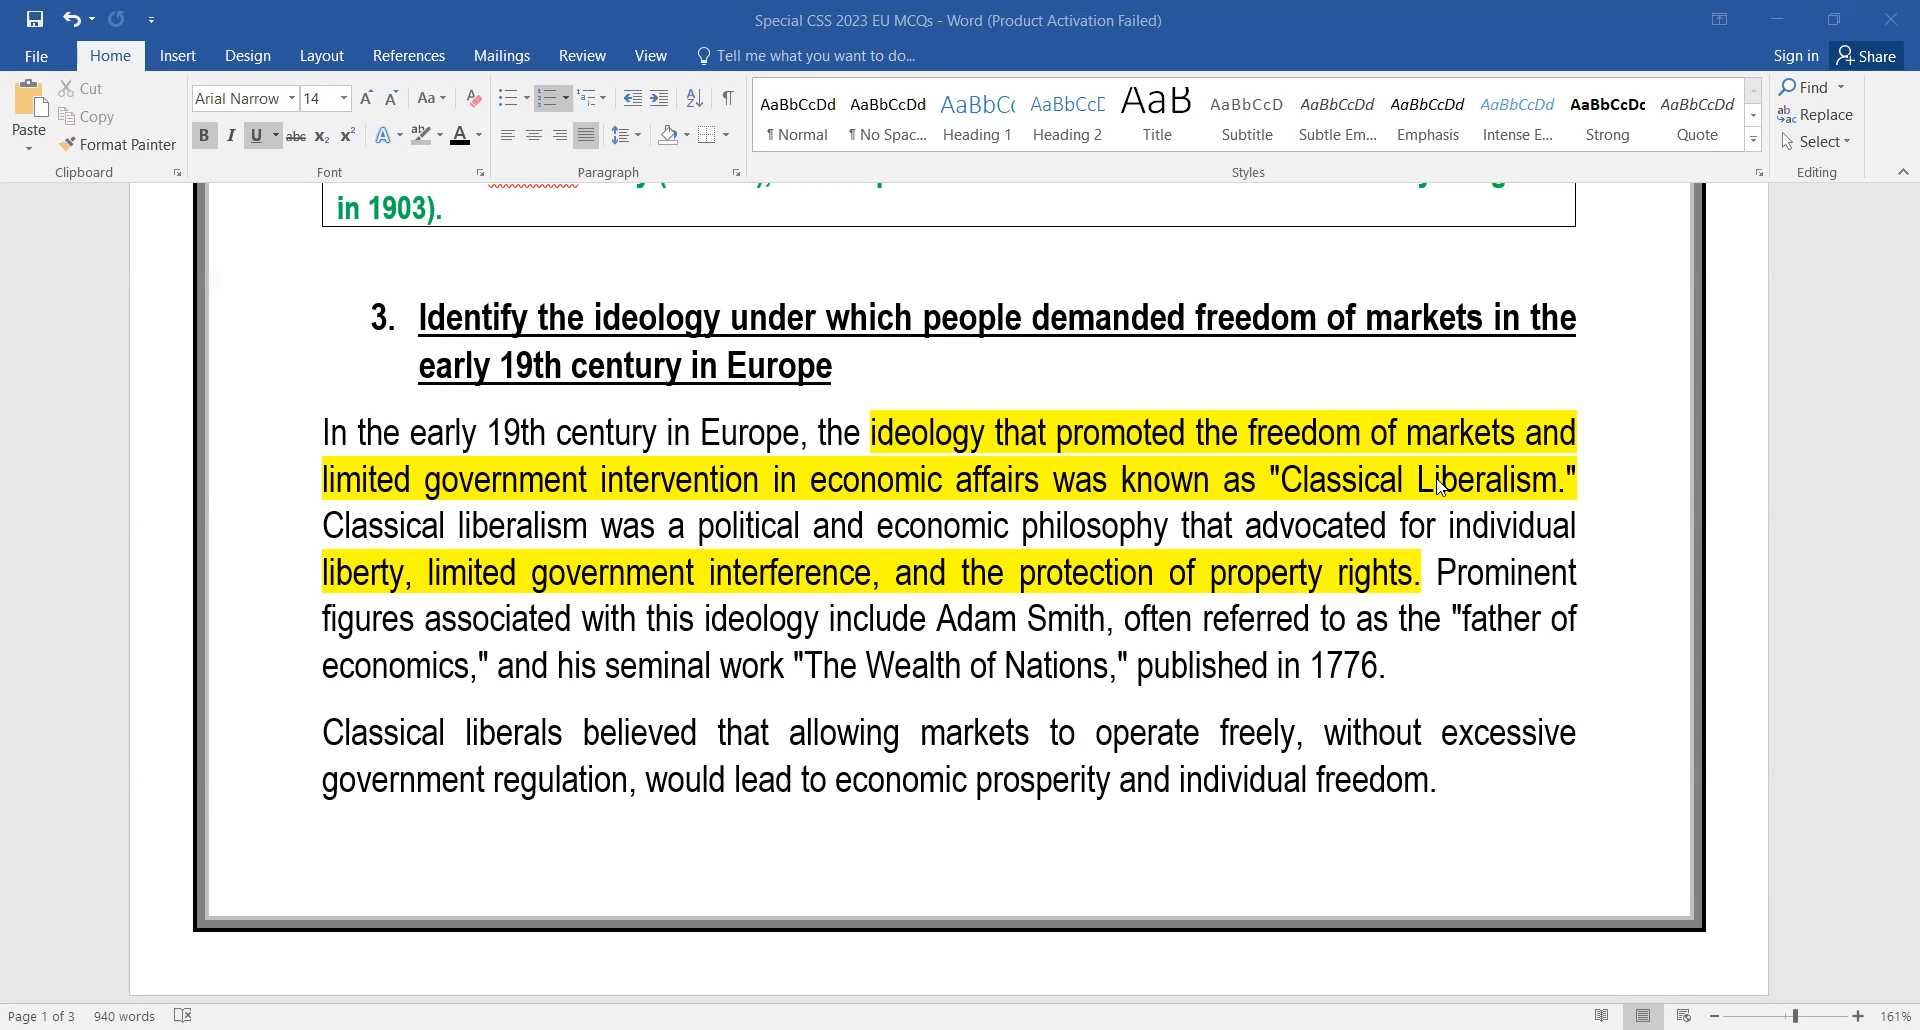 Special CSS 2023 EU MCQs - Word (Product Activation Failed)
File Home Insert Design Layout References Mailings Review View Tell me what you want to do... Sign in Share
Paste
Cut
Copy
Format Painter
Clipboard
Arial Narrow 14
Font
Paragraph
AaBbCcDd AaBbCcDd AaBbC AaBbCc AaB AaBbCcD AaBbCcDd AaBbCcDd AaBbCcDd AaBbCcDc AaBbCcDd
¶ Normal ¶ No Spac... Heading 1 Heading 2 Title Subtitle Subtle Em... Emphasis Intense E... Strong Quote
Styles
Find
Replace
Select
Editing
in 1903).
3. Identify the ideology under which people demanded freedom of markets in the
early 19th century in Europe
In the early 19th century in Europe, the ideology that promoted the freedom of markets and
limited government intervention in economic affairs was known as "Classical Liberalism."
Classical liberalism was a political and economic philosophy that advocated for individual
liberty, limited government interference, and the protection of property rights. Prominent
figures associated with this ideology include Adam Smith, often referred to as the "father of
economics," and his seminal work "The Wealth of Nations," published in 1776.
Classical liberals believed that allowing markets to operate freely, without excessive
government regulation, would lead to economic prosperity and individual freedom.
Page 1 of 3 940 words 161%